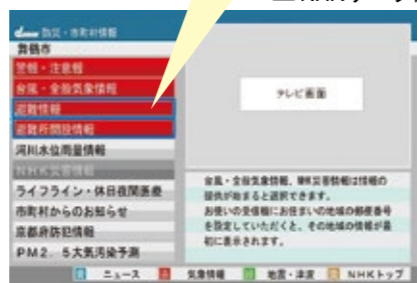 防災・市町村情報
舞鶴市
警報・注意報
台風・全般気象情報
避難情報
避難所開設情報
河川水位雨量情報
NHK災害情報
ライフライン・休日夜間医療
市町村からのお知らせ
京都府防犯情報
PM2.5大気汚染予測
テレビ画面
台風・全般気象情報、NHK災害情報は情報の
提供が始まると選択できます。
お使いの受信機にお住まいの地域の郵便番号
を設定していただくと、その地域の情報が最
初に表示されます。
青 ニュース 赤 気象情報 緑 地震・津波 黄 NHKトップ